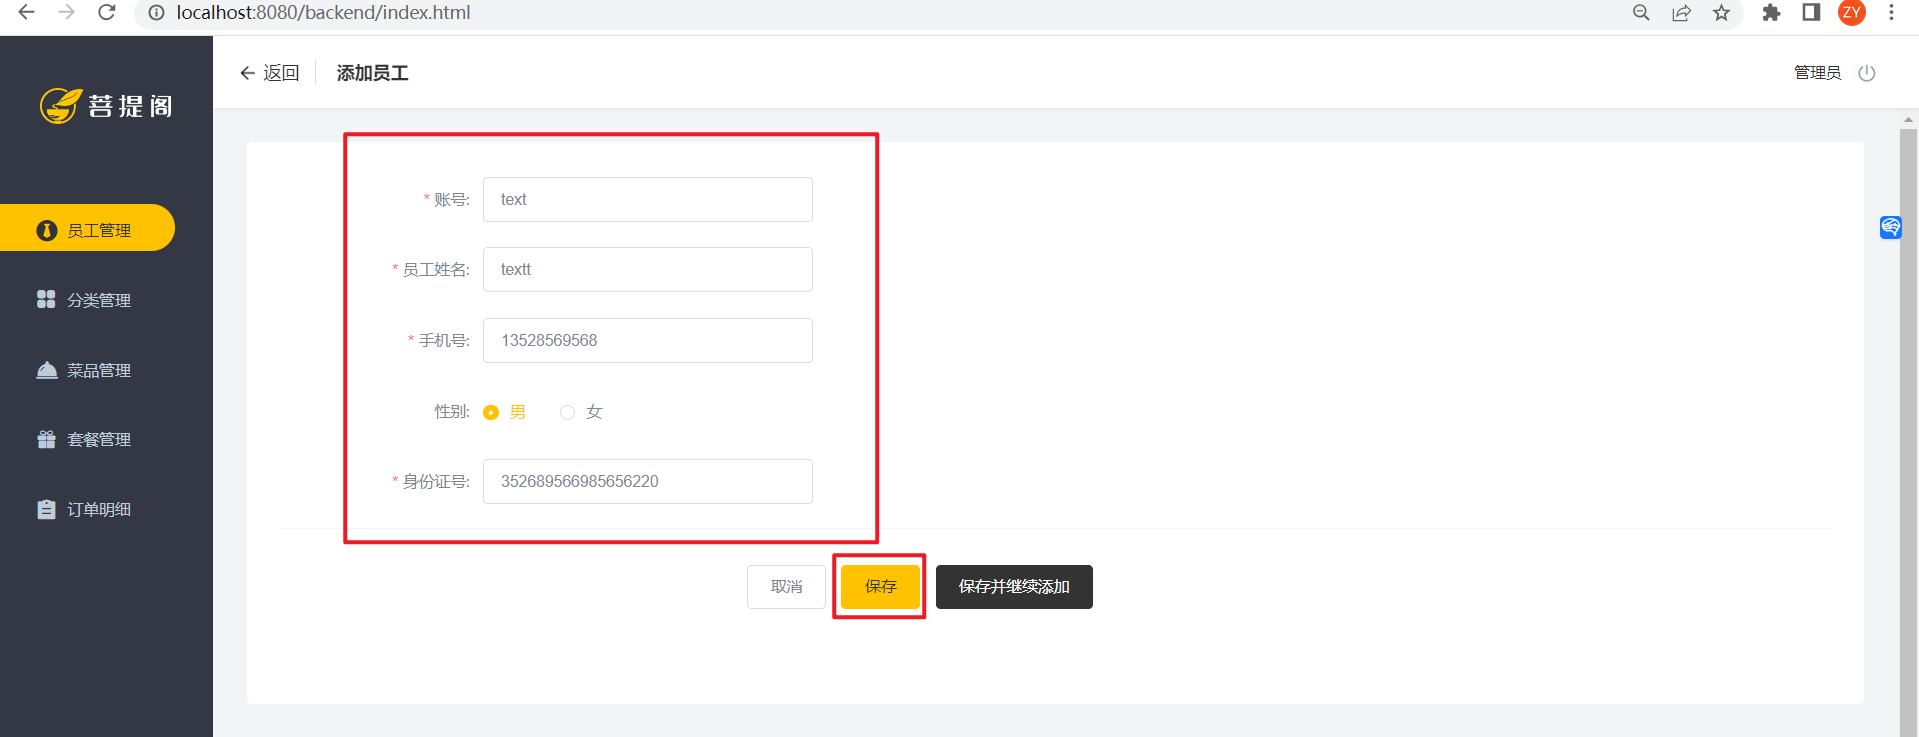 localhost:8080/backend/index.html
ZY
菩提阁
返回
添加员工
管理员
员工管理
分类管理
菜品管理
套餐管理
订单明细
* 账号: text
* 员工姓名: textt
* 手机号: 13528569568
性别: 男 女
* 身份证号: 352689566985656220
取消 保存 保存并继续添加